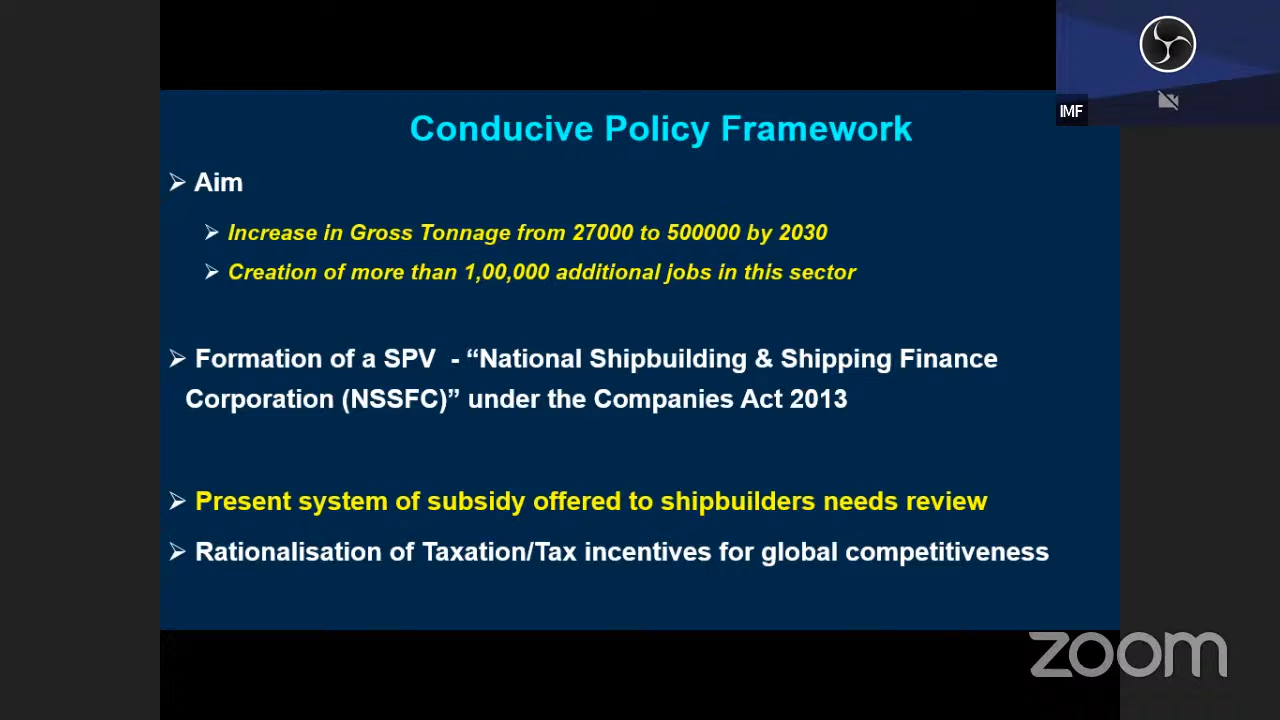 IMF
Conducive Policy Framework
➢ Aim
➢ Increase in Gross Tonnage from 27000 to 500000 by 2030
➢ Creation of more than 1,00,000 additional jobs in this sector
➢ Formation of a SPV - “National Shipbuilding & Shipping Finance
Corporation (NSSFC)” under the Companies Act 2013
➢ Present system of subsidy offered to shipbuilders needs review
➢ Rationalisation of Taxation/Tax incentives for global competitiveness
zoom